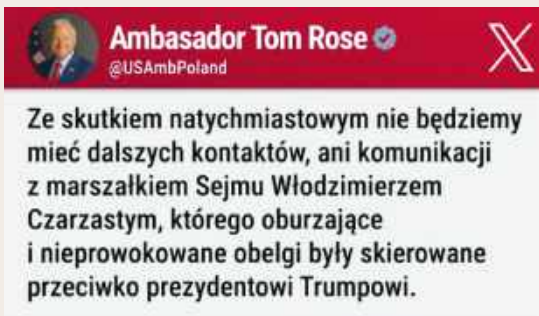 Ambasador Tom Rose
@USAmbPoland
Ze skutkiem natychmiastowym nie będziemy
mieć dalszych kontaktów, ani komunikacji
z marszałkiem Sejmu Włodzimierzem
Czarzastym, którego oburzające
i nieprowokowane obelgi były skierowane
przeciwko prezydentowi Trumpowi.